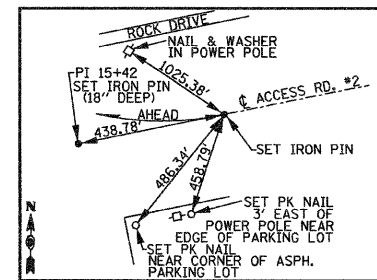 ROCK DRIVE
NAIL & WASHER
IN POWER POLE
1025.38'
PI 15+42
SET IRON PIN
(18" DEEP)
℄ ACCESS RD. #2
AHEAD
438.78'
SET IRON PIN
486.34'
458.79'
SET PK NAIL
3' EAST OF
POWER POLE NEAR
EDGE OF PARKING LOT
SET PK NAIL
NEAR CORNER OF ASPH.
PARKING LOT
N